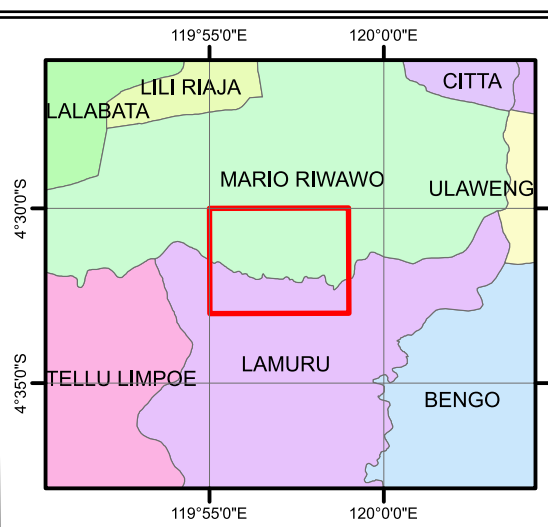 119°55'0"E 120°0'0"E
LILI RIAJA
CITTA
LALABATA
MARIO RIWAWO
ULAWENG
4°30'0"S
LAMURU
TELLU LIMPOE
4°35'0"S
BENGO
119°55'0"E 120°0'0"E